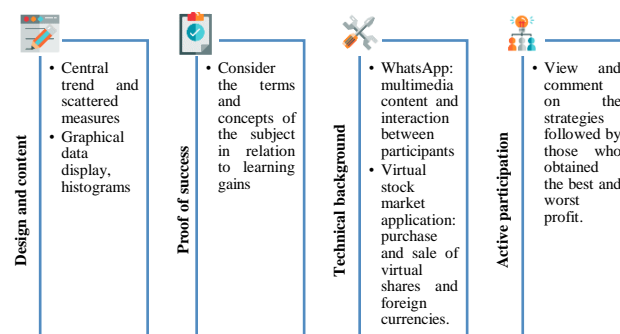 Design and content
• Central
trend and
scattered
measures
• Graphical
data
display,
histograms
Proof of success
• Consider
the terms
and
concepts of
the subject
in relation
to learning
gains
Technical background
• WhatsApp:
multimedia
content and
interaction
between
participants
• Virtual
stock
market
application:
purchase
and sale of
virtual
shares and
foreign
currencies.
Active participation
• View and
comment
on the
strategies
followed by
those who
obtained
the best and
worst
profit.